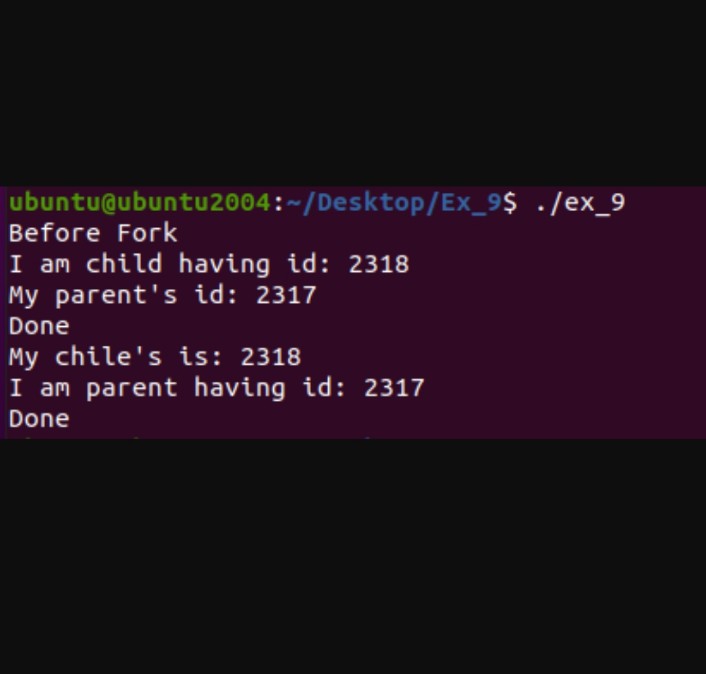 ubuntu@ubuntu2004:~/Desktop/Ex_9$ ./ex_9
Before Fork
I am child having id: 2318
My parent's id: 2317
Done
My chile's is: 2318
I am parent having id: 2317
Done